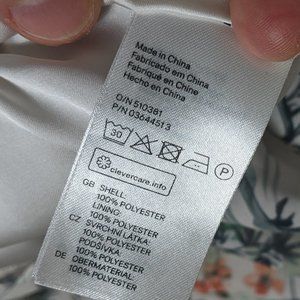 Made in China
Fabricado em China
Fabriqué en Chine
Hecho en China
O/N 510381
P/N 03644513
30
P
clevercare.info
GB SHELL:
100% POLYESTER
LINING:
100% POLYESTER
CZ SVRCHNÍ LÁTKA:
100% POLYESTER
PODŠÍVKA:
100% POLYESTER
DE OBERMATERIAL:
100% POLYESTER